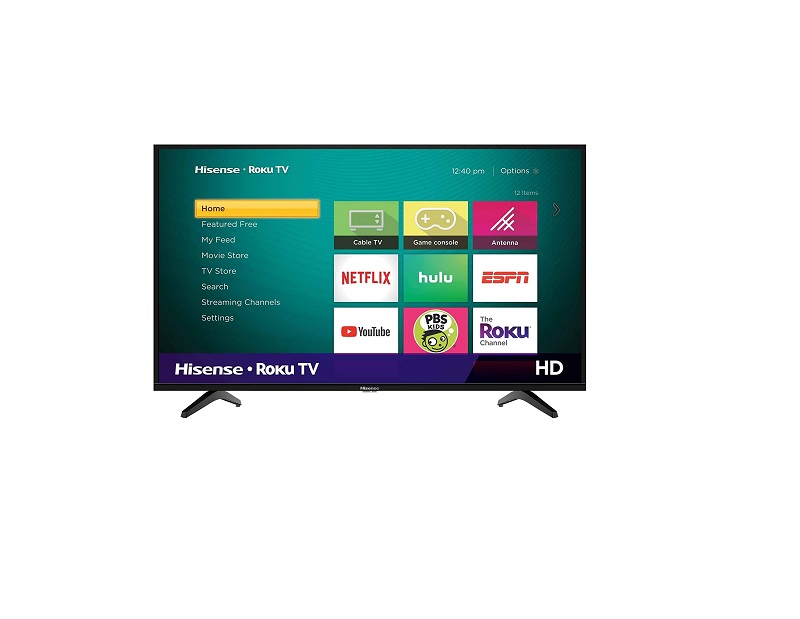 Hisense • Roku TV
12:40 pm
Options
12 Items
Home
Featured Free
My Feed
Movie Store
TV Store
Search
Streaming Channels
Settings
Cable TV
Game console
Antenna
NETFLIX
hulu
ESPN
YouTube
PBS
KIDS
The
Roku
Channel
Hisense • Roku TV
HD
Hisense